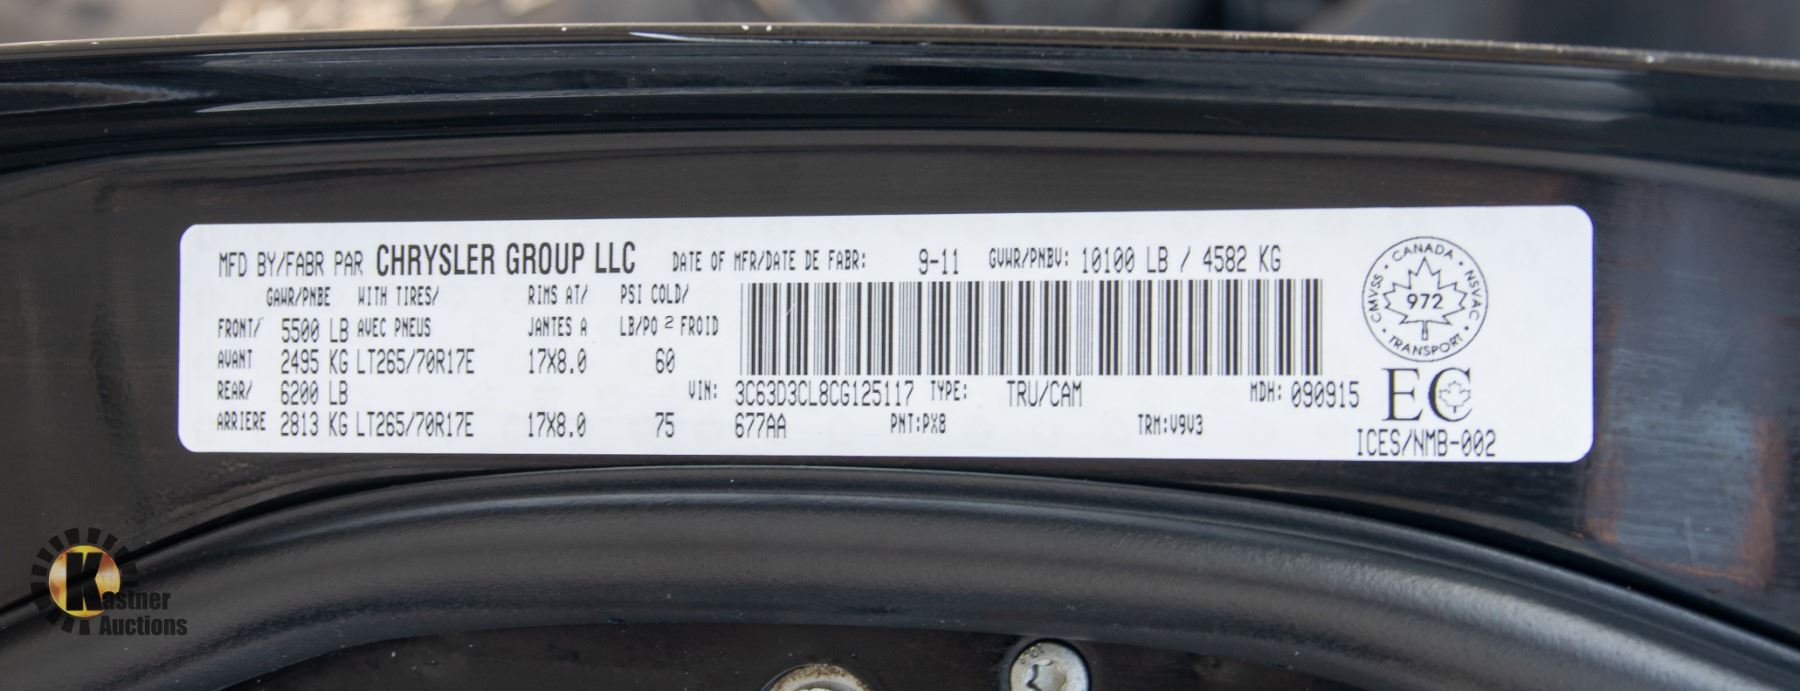 MFD BY/FABR PAR CHRYSLER GROUP LLC DATE OF MFR/DATE DE FABR: 9-11 GVWR/PNBV: 10100 LB / 4582 KG
GAWR/PNBE WITH TIRES/ RIMS AT/ PSI COLD/
FRONT/ 5500 LB AVEC PNEUS JANTES A LB/PO 2 FROID
AVANT 2495 KG LT265/70R17E 17X8.0 60
REAR/ 6200 LB VIN: 3C63D3CL8CG125117 TYPE: TRU/CAM MDH: 090915
ARRIERE 2813 KG LT265/70R17E 17X8.0 75 677AA PNT:PX8 TRM:V9V3
CANADA
CMVSS 972 NSVAC
TRANSPORT
EC
ICES/NMB-002
Kastner
Auctions